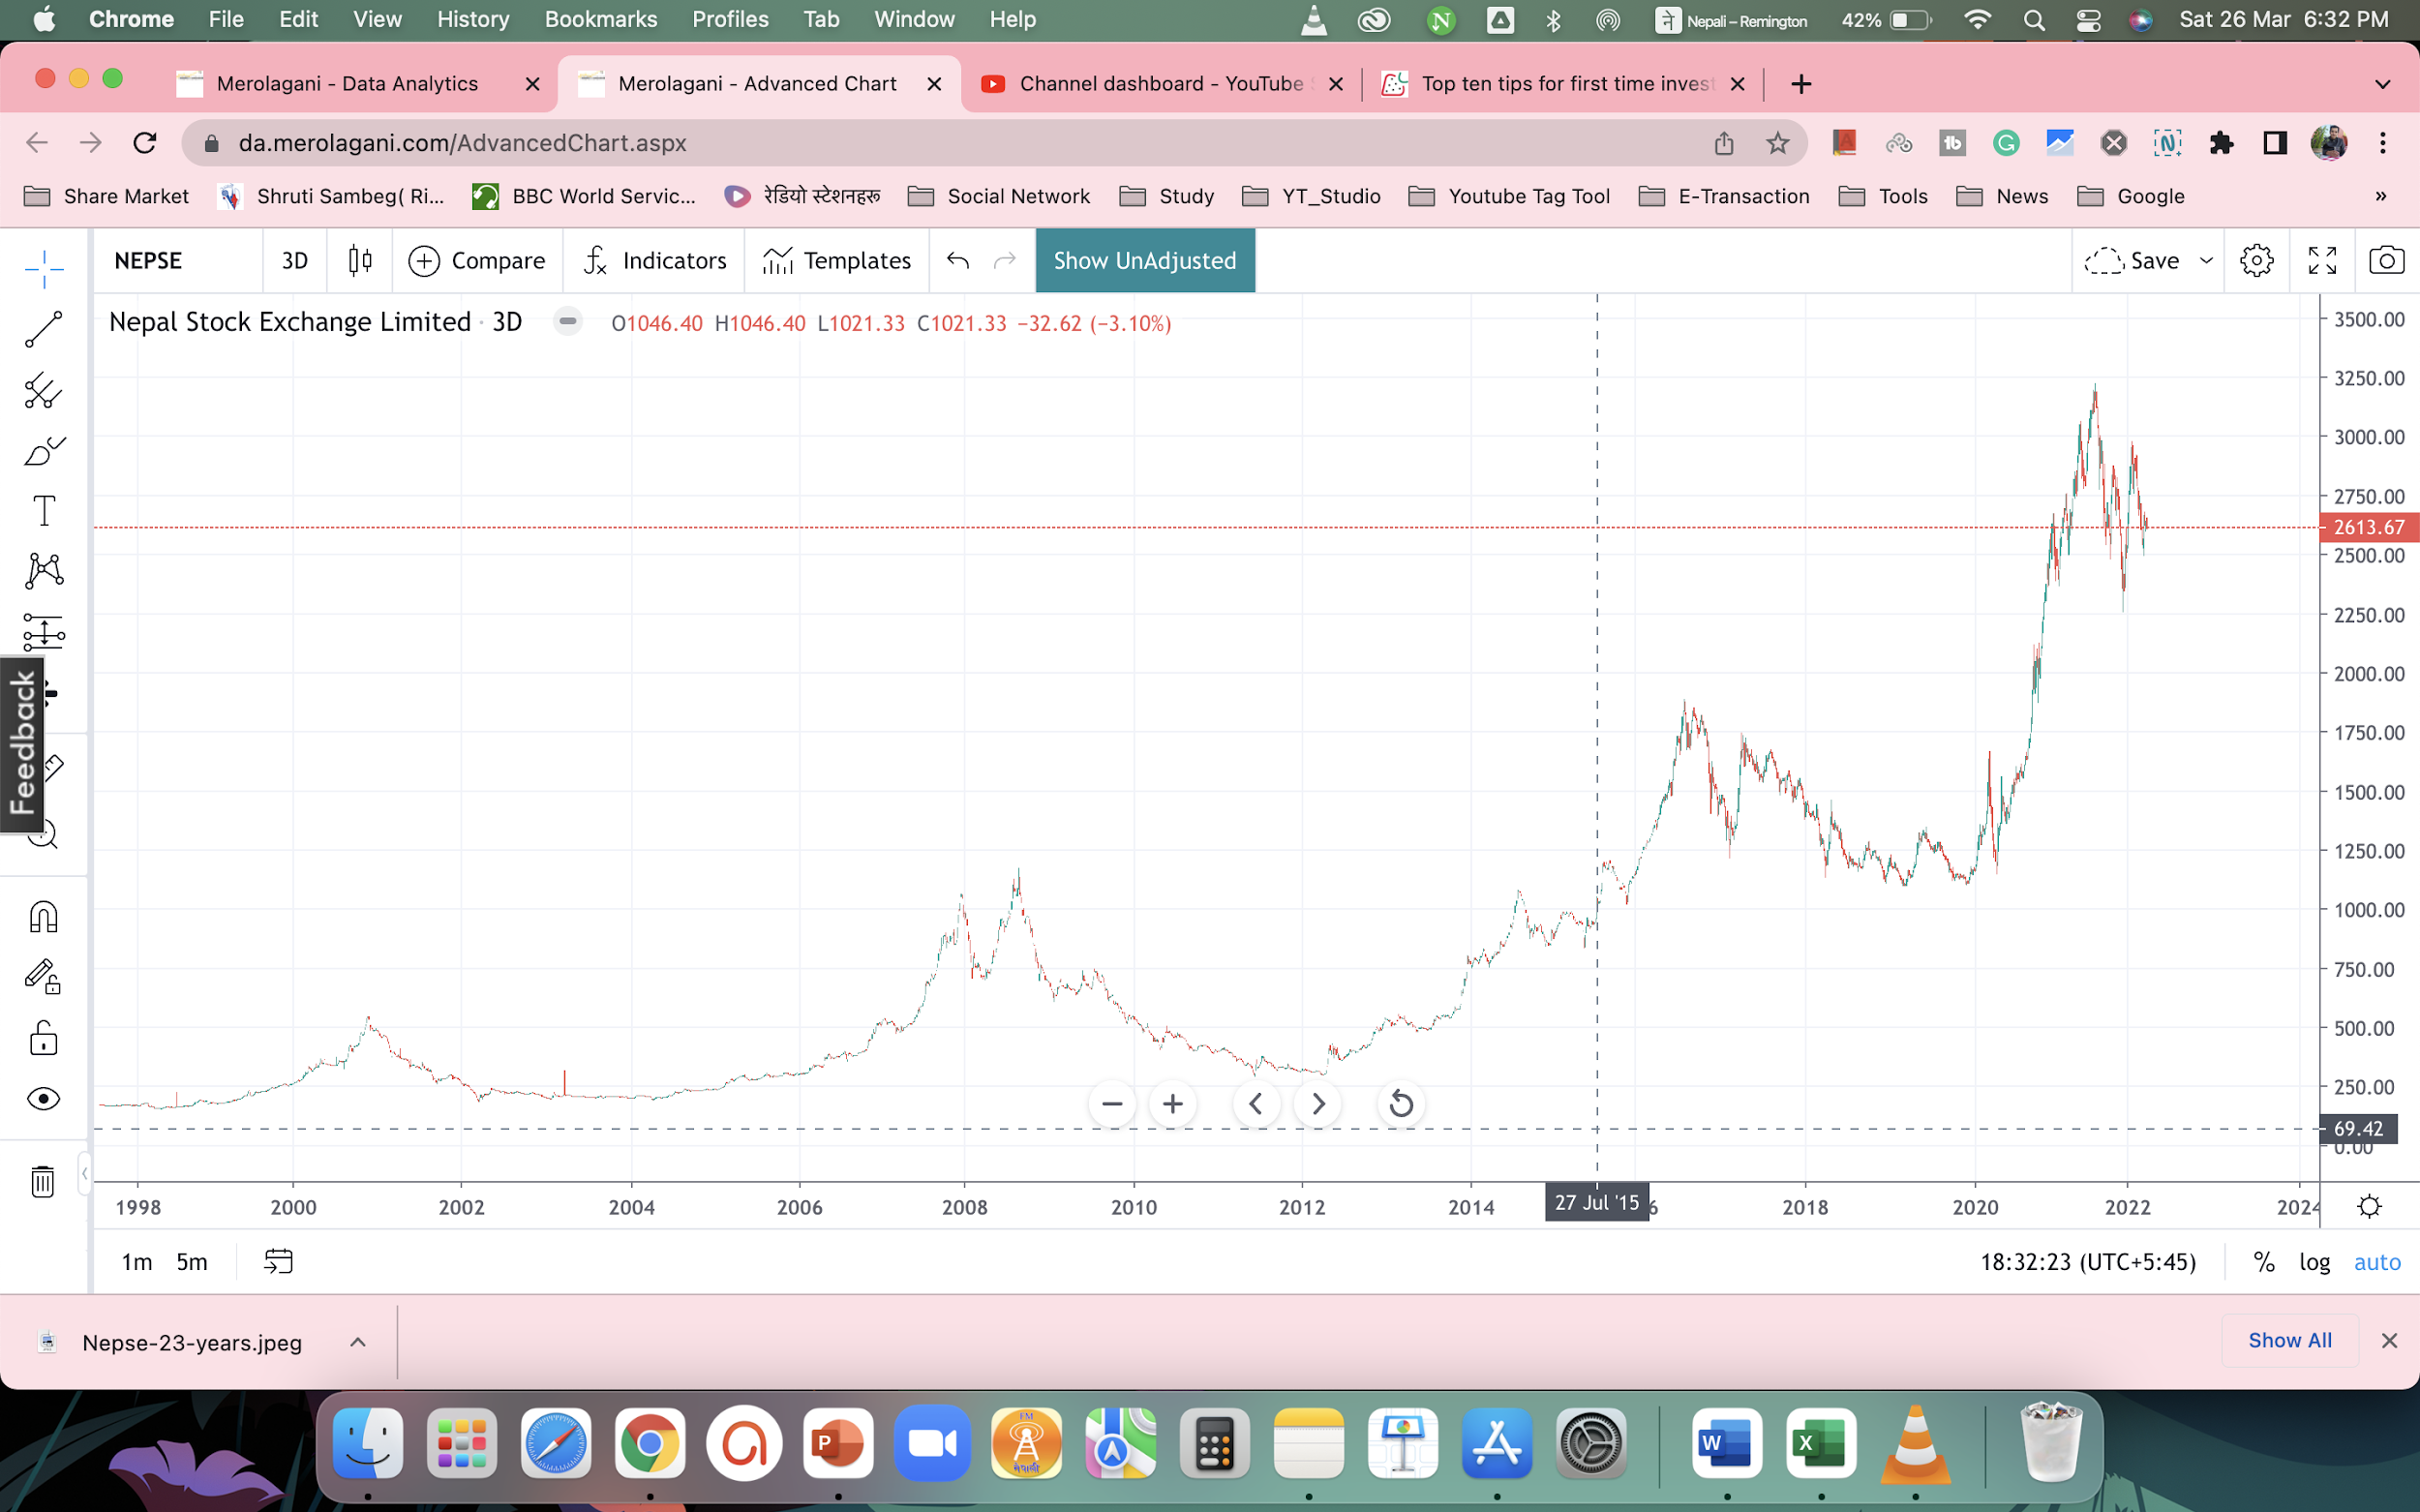 Chrome File Edit View History Bookmarks Profiles Tab Window Help ने Nepali – Remington 42% Sat 26 Mar 6:32 PM
Merolagani - Data Analytics Merolagani - Advanced Chart Channel dashboard - YouTube Top ten tips for first time invest
da.merolagani.com/AdvancedChart.aspx
Share Market Shruti Sambeg( Ri... BBC World Servic... रेडियो स्टेशनहरू Social Network Study YT_Studio Youtube Tag Tool E-Transaction Tools News Google »
NEPSE 3D Compare Indicators Templates Show UnAdjusted Save
Nepal Stock Exchange Limited · 3D O1046.40 H1046.40 L1021.33 C1021.33 −32.62 (−3.10%)
3500.00
3250.00
3000.00
2750.00
2613.67
2500.00
2250.00
2000.00
1750.00
1500.00
1250.00
1000.00
750.00
500.00
250.00
69.42
0.00
Feedback
1998 2000 2002 2004 2006 2008 2010 2012 2014 27 Jul '15 6 2018 2020 2022 2024
1m 5m 18:32:23 (UTC+5:45) % log auto
Nepse-23-years.jpeg Show All
FM
नेपाली
P W X